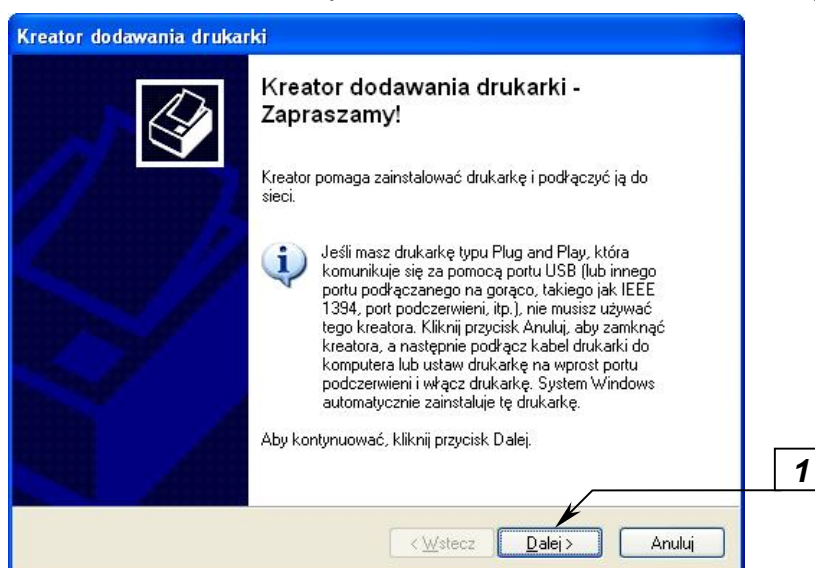 Kreator dodawania drukarki
Kreator dodawania drukarki -
Zapraszamy!
Kreator pomaga zainstalować drukarkę i podłączyć ją do
sieci.
Jeśli masz drukarkę typu Plug and Play, która
komunikuje się za pomocą portu USB (lub innego
portu podłączanego na gorąco, takiego jak IEEE
1394, port podczerwieni, itp.), nie musisz używać
tego kreatora. Kliknij przycisk Anuluj, aby zamknąć
kreatora, a następnie podłącz kabel drukarki do
komputera lub ustaw drukarkę na wprost portu
podczerwieni i włącz drukarkę. System Windows
automatycznie zainstaluje tę drukarkę.
Aby kontynuować, kliknij przycisk Dalej.
1
< Wstecz Dalej > Anuluj